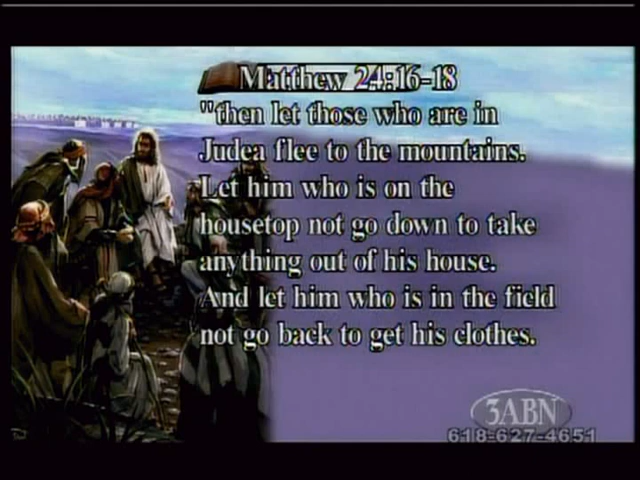 Matthew 24:16-18
"then let those who are in
Judea flee to the mountains.
Let him who is on the
housetop not go down to take
anything out of his house.
And let him who is in the field
not go back to get his clothes.
3ABN
618-627-4651